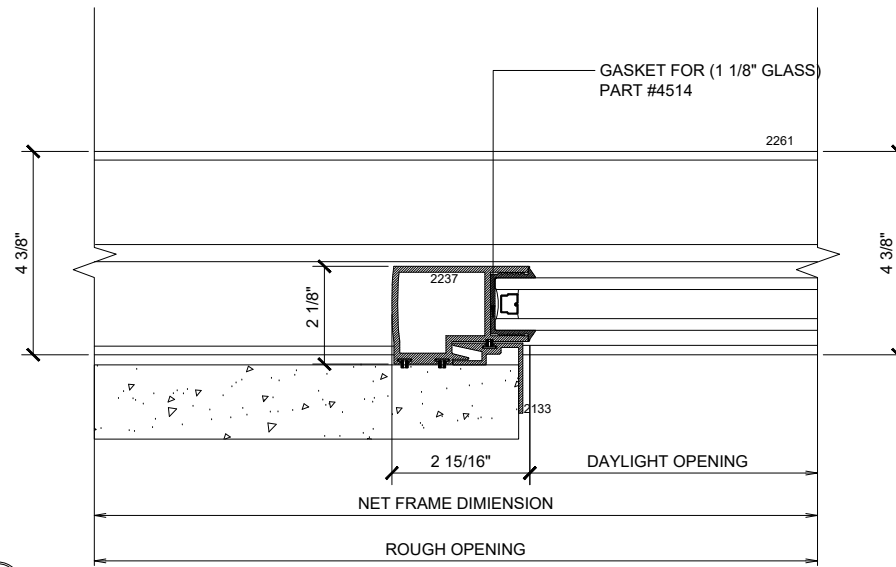 GASKET FOR (1 1/8" GLASS)
PART #4514
2261
4 3/8"
4 3/8"
2237
2 1/8"
2133
2 15/16"
DAYLIGHT OPENING
NET FRAME DIMIENSION
ROUGH OPENING